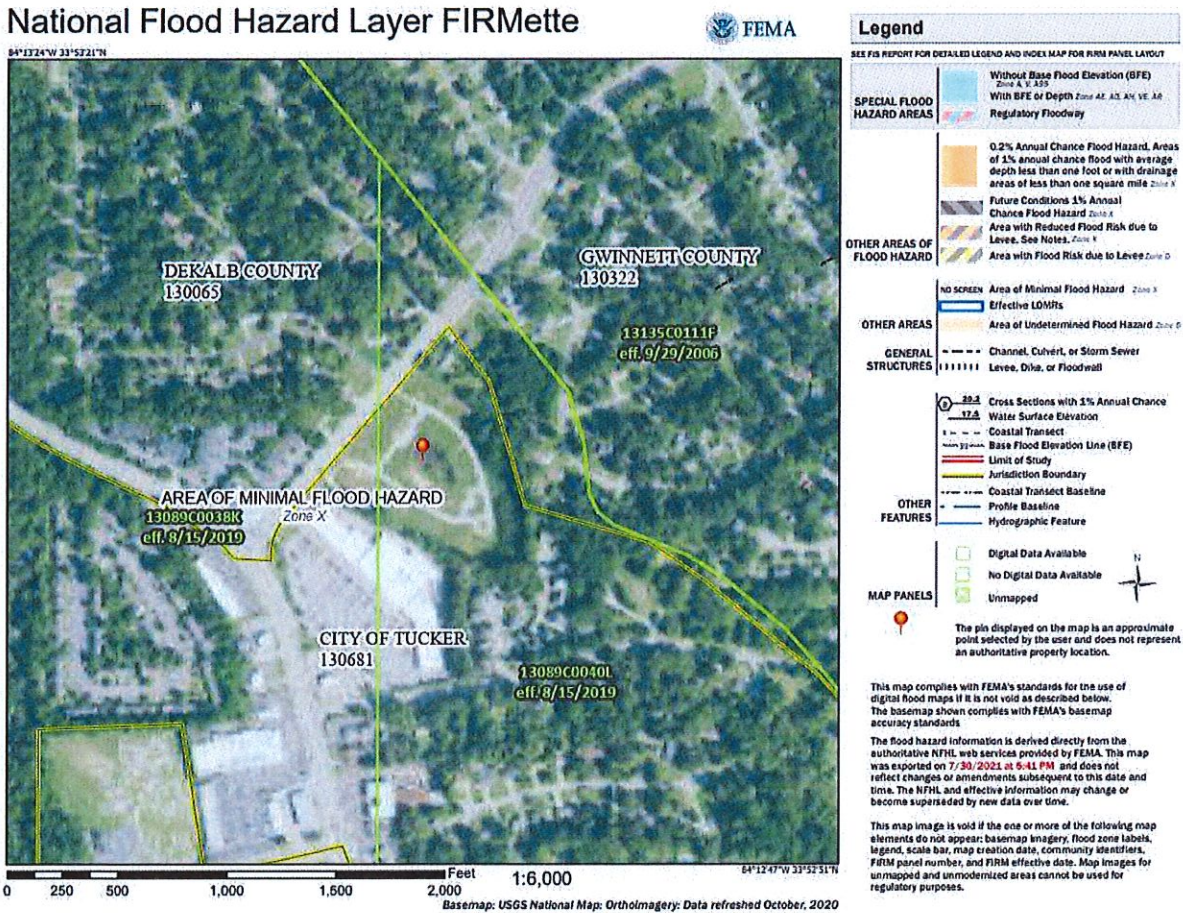 National Flood Hazard Layer FIRMette
FEMA
84°13'24"W 33°53'21"N
DEKALB COUNTY
130065
GWINNETT COUNTY
130322
13135C0111F
eff. 9/29/2006
AREA OF MINIMAL FLOOD HAZARD
Zone X
13089C0038K
eff. 8/15/2019
CITY OF TUCKER
130681
13089C0040L
eff. 8/15/2019
84°12'47"W 33°52'51"N
0 250 500 1,000 1,500 2,000 Feet 1:6,000
Basemap: USGS National Map: Orthoimagery: Data refreshed October, 2020
Legend
SEE FIS REPORT FOR DETAILED LEGEND AND INDEX MAP FOR FIRM PANEL LAYOUT
SPECIAL FLOOD
HAZARD AREAS
Without Base Flood Elevation (BFE)
Zone A, V, A99
With BFE or Depth Zone AE, AO, AH, VE, AR
Regulatory Floodway
OTHER AREAS OF
FLOOD HAZARD
0.2% Annual Chance Flood Hazard, Areas
of 1% annual chance flood with average
depth less than one foot or with drainage
areas of less than one square mile Zone X
Future Conditions 1% Annual
Chance Flood Hazard Zone X
Area with Reduced Flood Risk due to
Levee. See Notes. Zone X
Area with Flood Risk due to Levee Zone D
OTHER AREAS
NO SCREEN Area of Minimal Flood Hazard Zone X
Effective LOMRs
Area of Undetermined Flood Hazard Zone D
GENERAL
STRUCTURES
Channel, Culvert, or Storm Sewer
Levee, Dike, or Floodwall
OTHER
FEATURES
20.2 Cross Sections with 1% Annual Chance
17.5 Water Surface Elevation
Coastal Transect
Base Flood Elevation Line (BFE)
Limit of Study
Jurisdiction Boundary
Coastal Transect Baseline
Profile Baseline
Hydrographic Feature
MAP PANELS
Digital Data Available
No Digital Data Available
Unmapped
N
The pin displayed on the map is an approximate
point selected by the user and does not represent
an authoritative property location.
This map complies with FEMA's standards for the use of
digital flood maps if it is not void as described below.
The basemap shown complies with FEMA's basemap
accuracy standards
The flood hazard information is derived directly from the
authoritative NFHL web services provided by FEMA. This map
was exported on 7/30/2021 at 5:41 PM and does not
reflect changes or amendments subsequent to this date and
time. The NFHL and effective information may change or
become superseded by new data over time.
This map image is void if the one or more of the following map
elements do not appear: basemap imagery, flood zone labels,
legend, scale bar, map creation date, community identifiers,
FIRM panel number, and FIRM effective date. Map images for
unmapped and unmodernized areas cannot be used for
regulatory purposes.